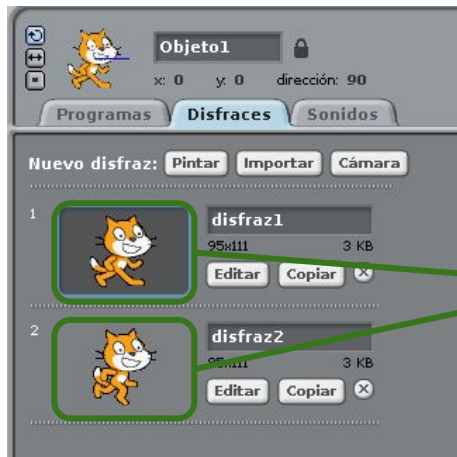 Objeto1
x: 0 y: 0 dirección: 90
Programas Disfraces Sonidos
Nuevo disfraz: Pintar Importar Cámara
1
disfraz1
95x111 3 KB
Editar Copiar
2
disfraz2
95x111 3 KB
Editar Copiar